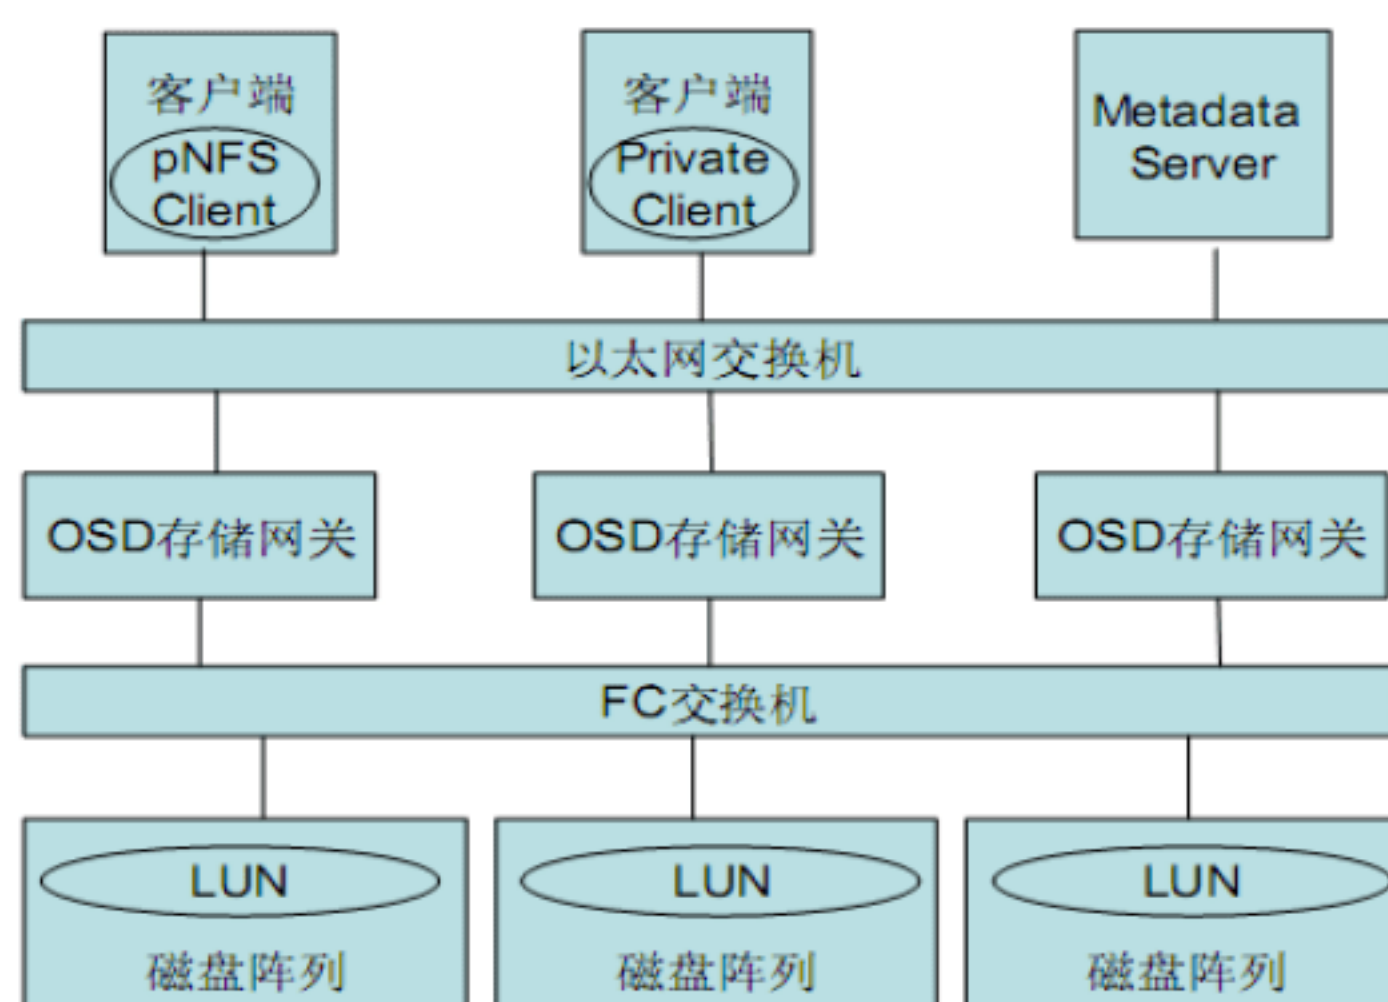 客户端
pNFS
Client
客户端
Private
Client
Metadata
Server
以太网交换机
OSD存储网关
OSD存储网关
OSD存储网关
FC交换机
LUN
LUN
LUN
磁盘阵列
磁盘阵列
磁盘阵列